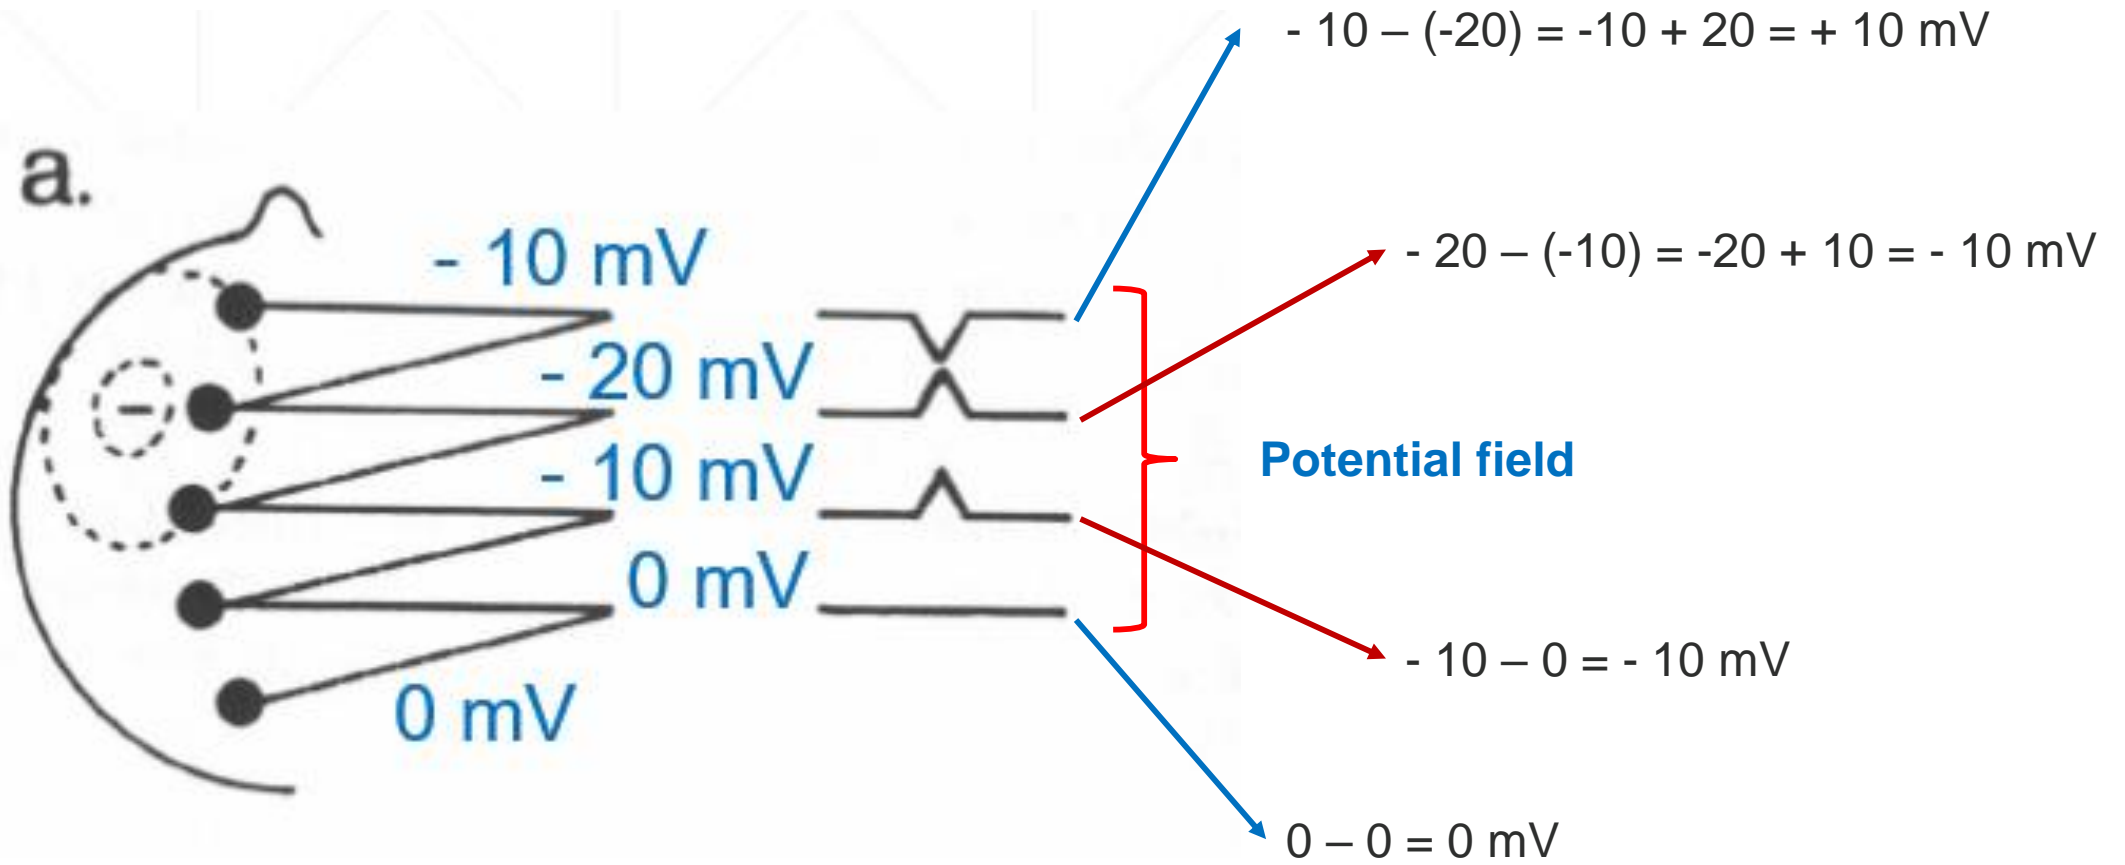 - 10 – (-20) = -10 + 20 = + 10 mV
a.
- 10 mV
- 20 – (-10) = -20 + 10 = - 10 mV
- 20 mV
–
- 10 mV
Potential field
0 mV
- 10 – 0 = - 10 mV
0 mV
0 – 0 = 0 mV